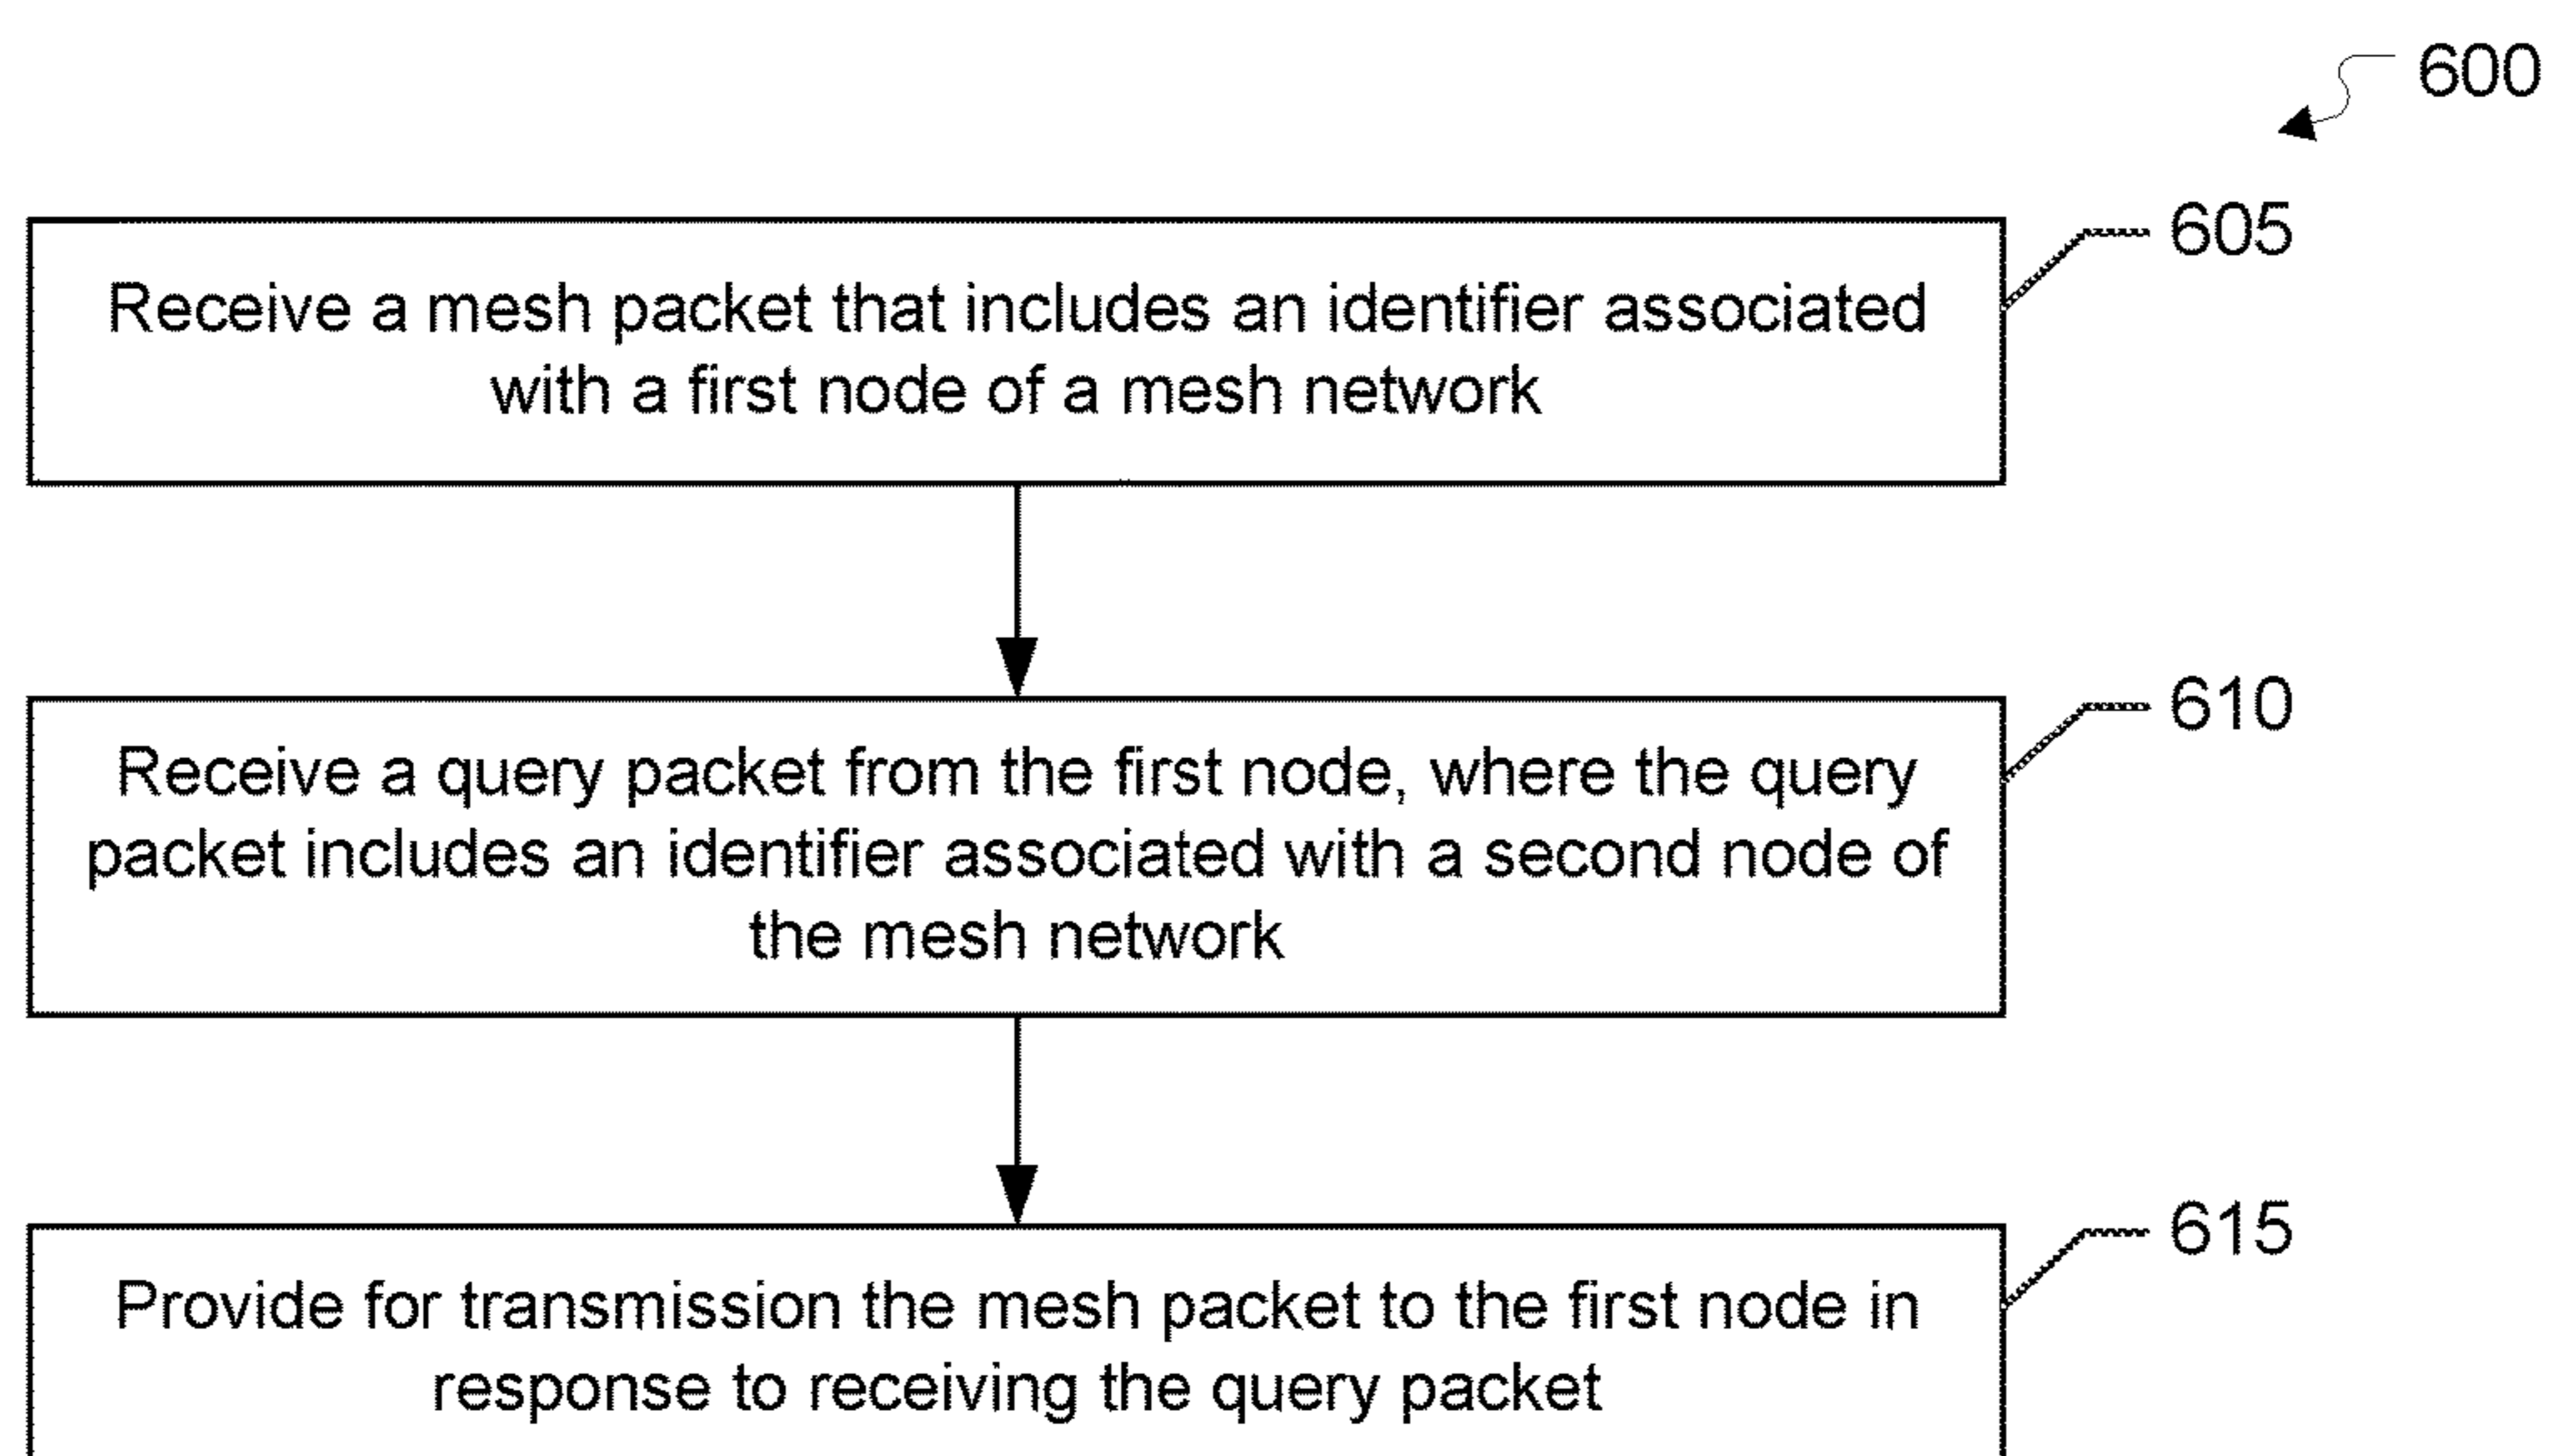 600
605
Receive a mesh packet that includes an identifier associated
with a first node of a mesh network
610
Receive a query packet from the first node, where the query
packet includes an identifier associated with a second node of
the mesh network
615
Provide for transmission the mesh packet to the first node in
response to receiving the query packet